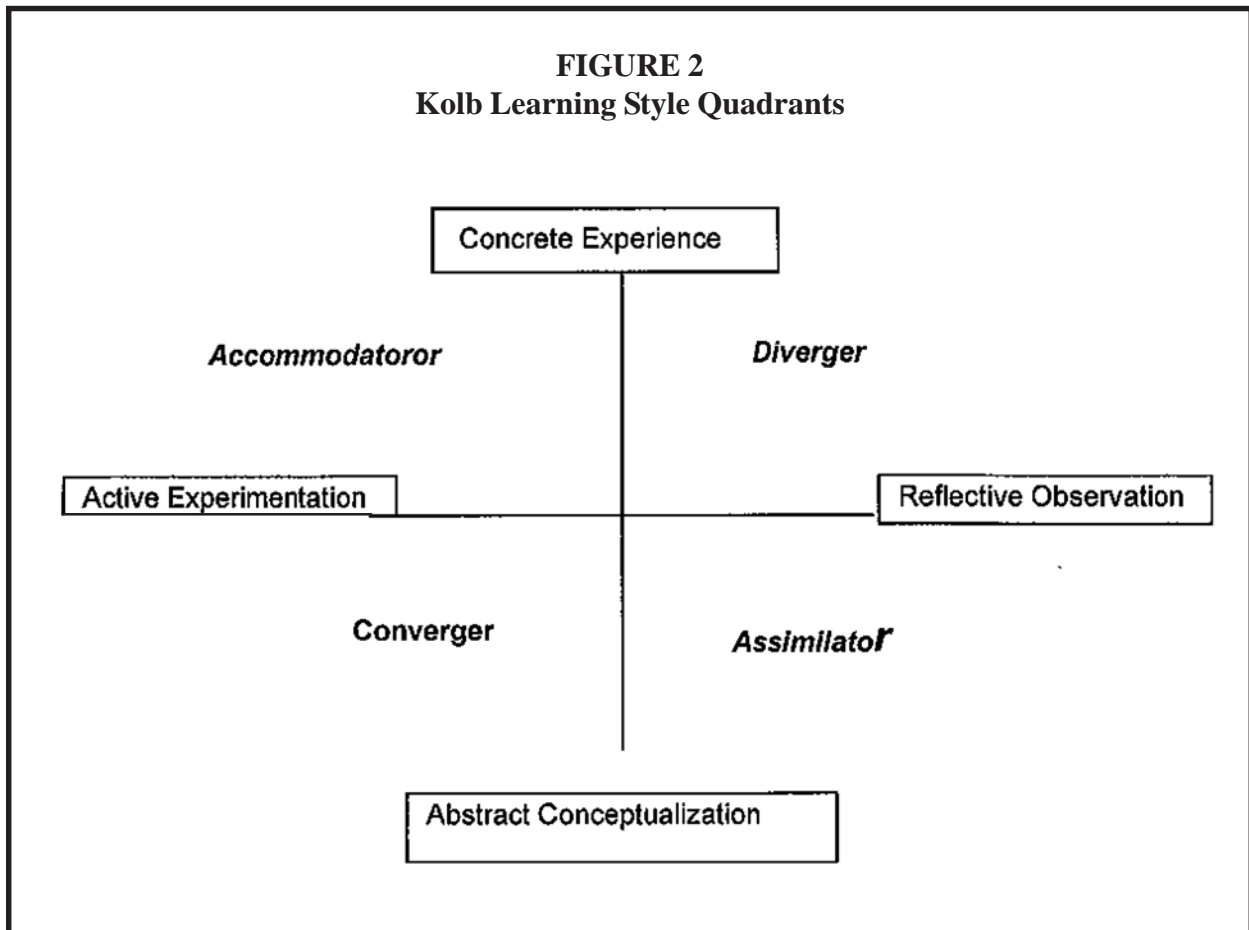 FIGURE 2
Kolb Learning Style Quadrants
Concrete Experience
Accommodatoror
Diverger
Active Experimentation
Reflective Observation
Converger
Assimilator
Abstract Conceptualization